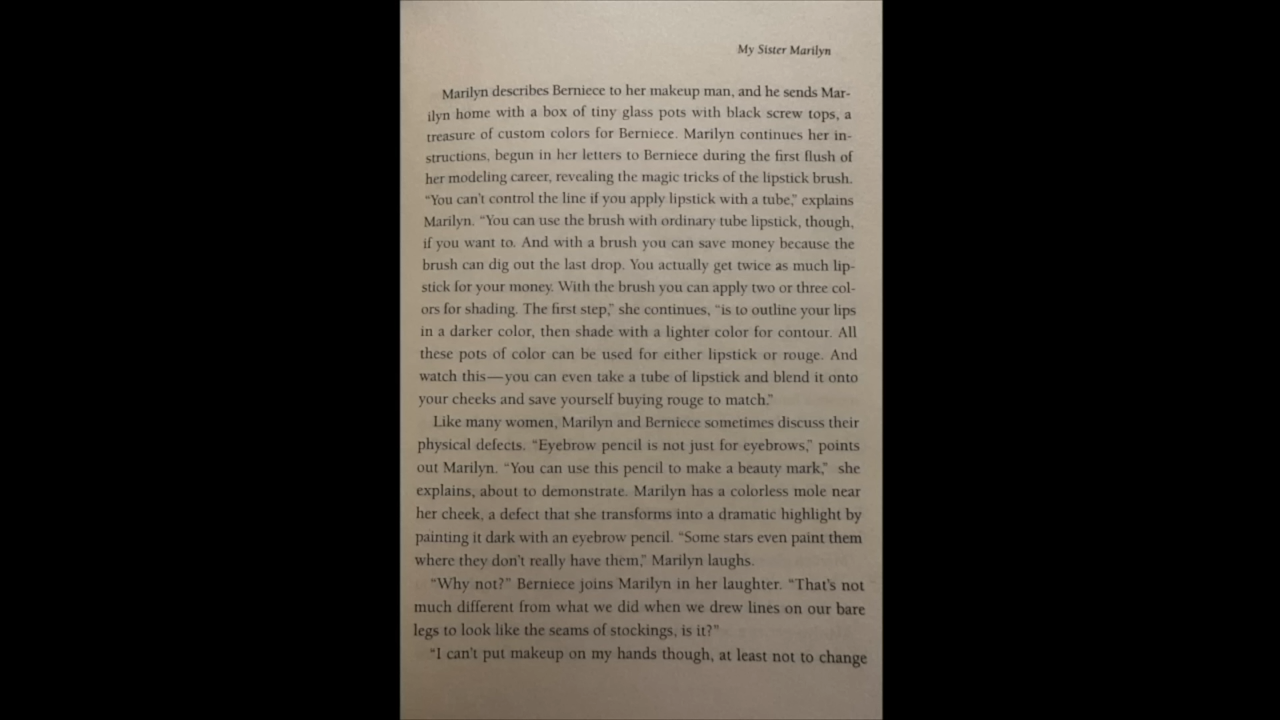 My Sister Marilyn
Marilyn describes Berniece to her makeup man, and he sends Mar-
ilyn home with a box of tiny glass pots with black screw tops, a
treasure of custom colors for Berniece. Marilyn continues her in-
structions, begun in her letters to Berniece during the first flush of
her modeling career, revealing the magic tricks of the lipstick brush.
“You can't control the line if you apply lipstick with a tube,” explains
Marilyn. “You can use the brush with ordinary tube lipstick, though,
if you want to. And with a brush you can save money because the
brush can dig out the last drop. You actually get twice as much lip-
stick for your money. With the brush you can apply two or three col-
ors for shading. The first step,” she continues, “is to outline your lips
in a darker color, then shade with a lighter color for contour. All
these pots of color can be used for either lipstick or rouge. And
watch this—you can even take a tube of lipstick and blend it onto
your cheeks and save yourself buying rouge to match.”
Like many women, Marilyn and Berniece sometimes discuss their
physical defects. “Eyebrow pencil is not just for eyebrows,” points
out Marilyn. “You can use this pencil to make a beauty mark,” she
explains, about to demonstrate. Marilyn has a colorless mole near
her cheek, a defect that she transforms into a dramatic highlight by
painting it dark with an eyebrow pencil. “Some stars even paint them
where they don't really have them,” Marilyn laughs.
“Why not?” Berniece joins Marilyn in her laughter. “That's not
much different from what we did when we drew lines on our bare
legs to look like the seams of stockings, is it?”
“I can't put makeup on my hands though, at least not to change